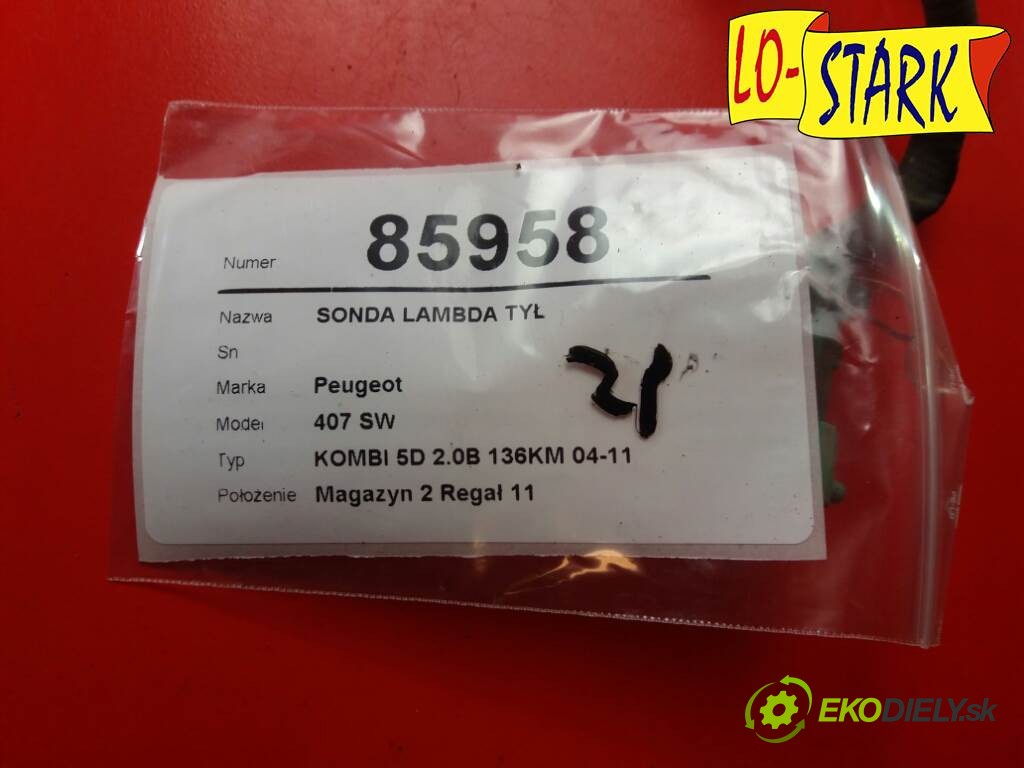 LO-STARK
Numer 85958
Nazwa SONDA LAMBDA TYŁ
Sn
Marka Peugeot
Model 407 SW
Typ KOMBI 5D 2.0B 136KM 04-11
Położenie Magazyn 2 Regał 11
21
EKODIELY.sk